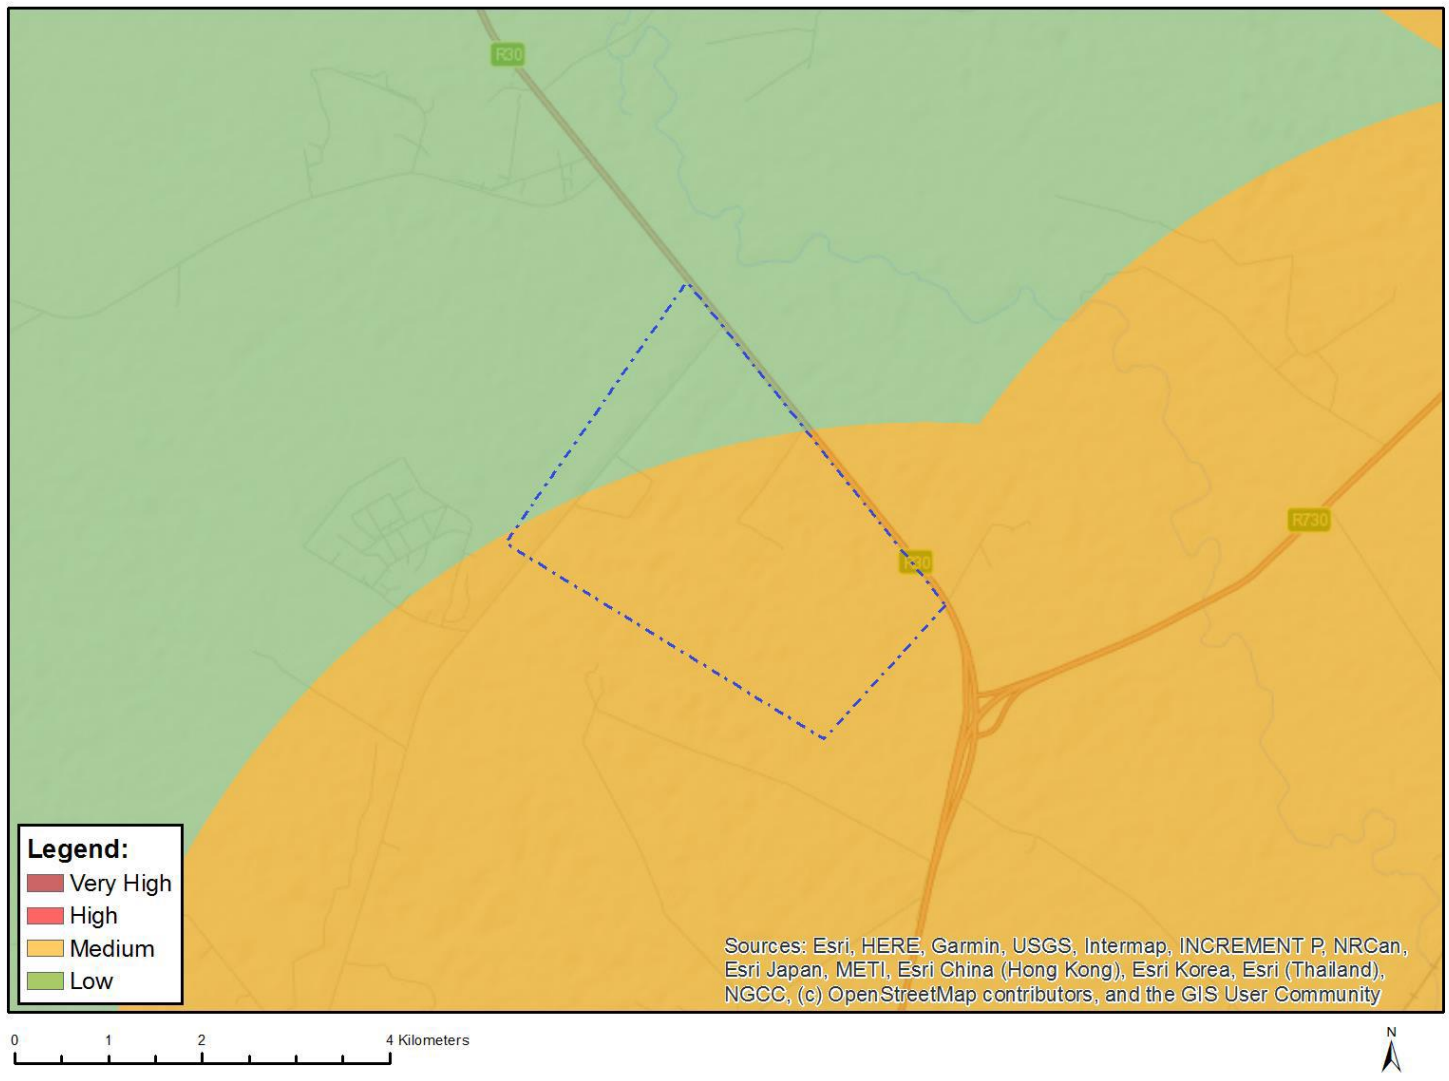 R30
R730
R30
Legend:
Very High
High
Medium
Low
Sources: Esri, HERE, Garmin, USGS, Intermap, INCREMENT P, NRCan,
Esri Japan, METI, Esri China (Hong Kong), Esri Korea, Esri (Thailand),
NGCC, (c) OpenStreetMap contributors, and the GIS User Community
0 1 2 4 Kilometers
N